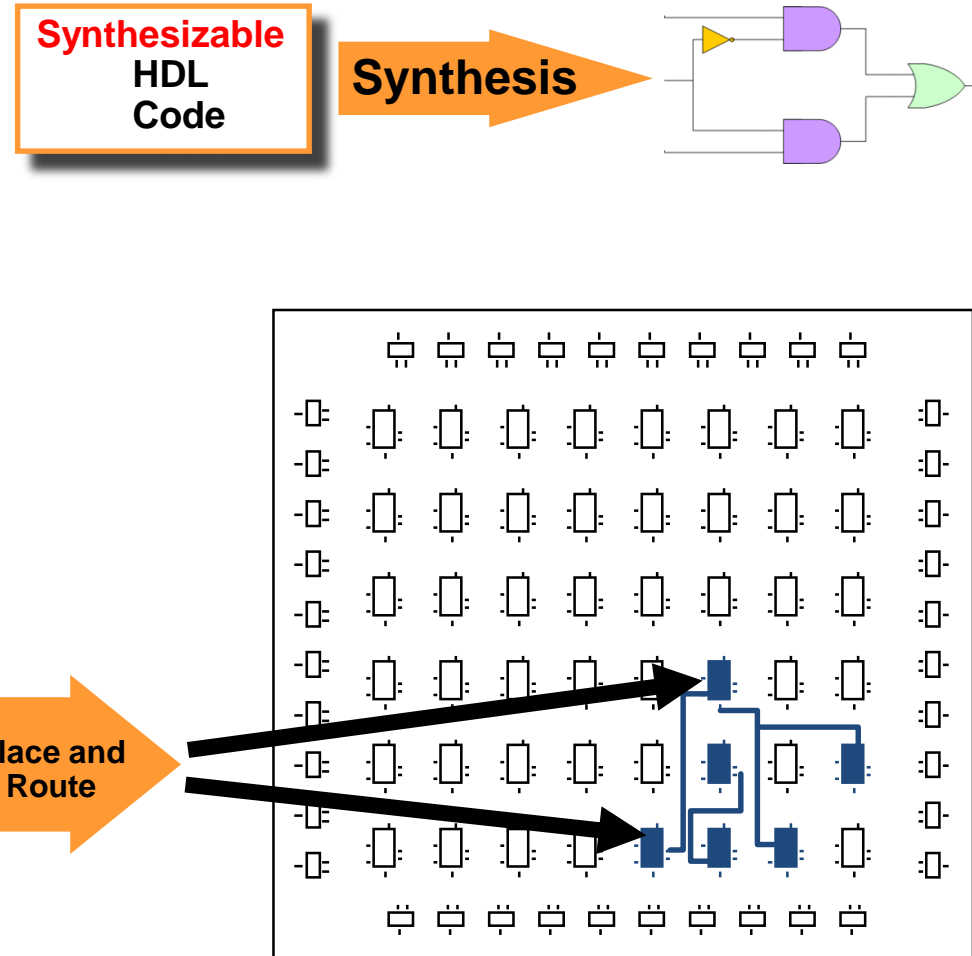 Synthesizable
HDL
Code
Synthesis
lace and
Route